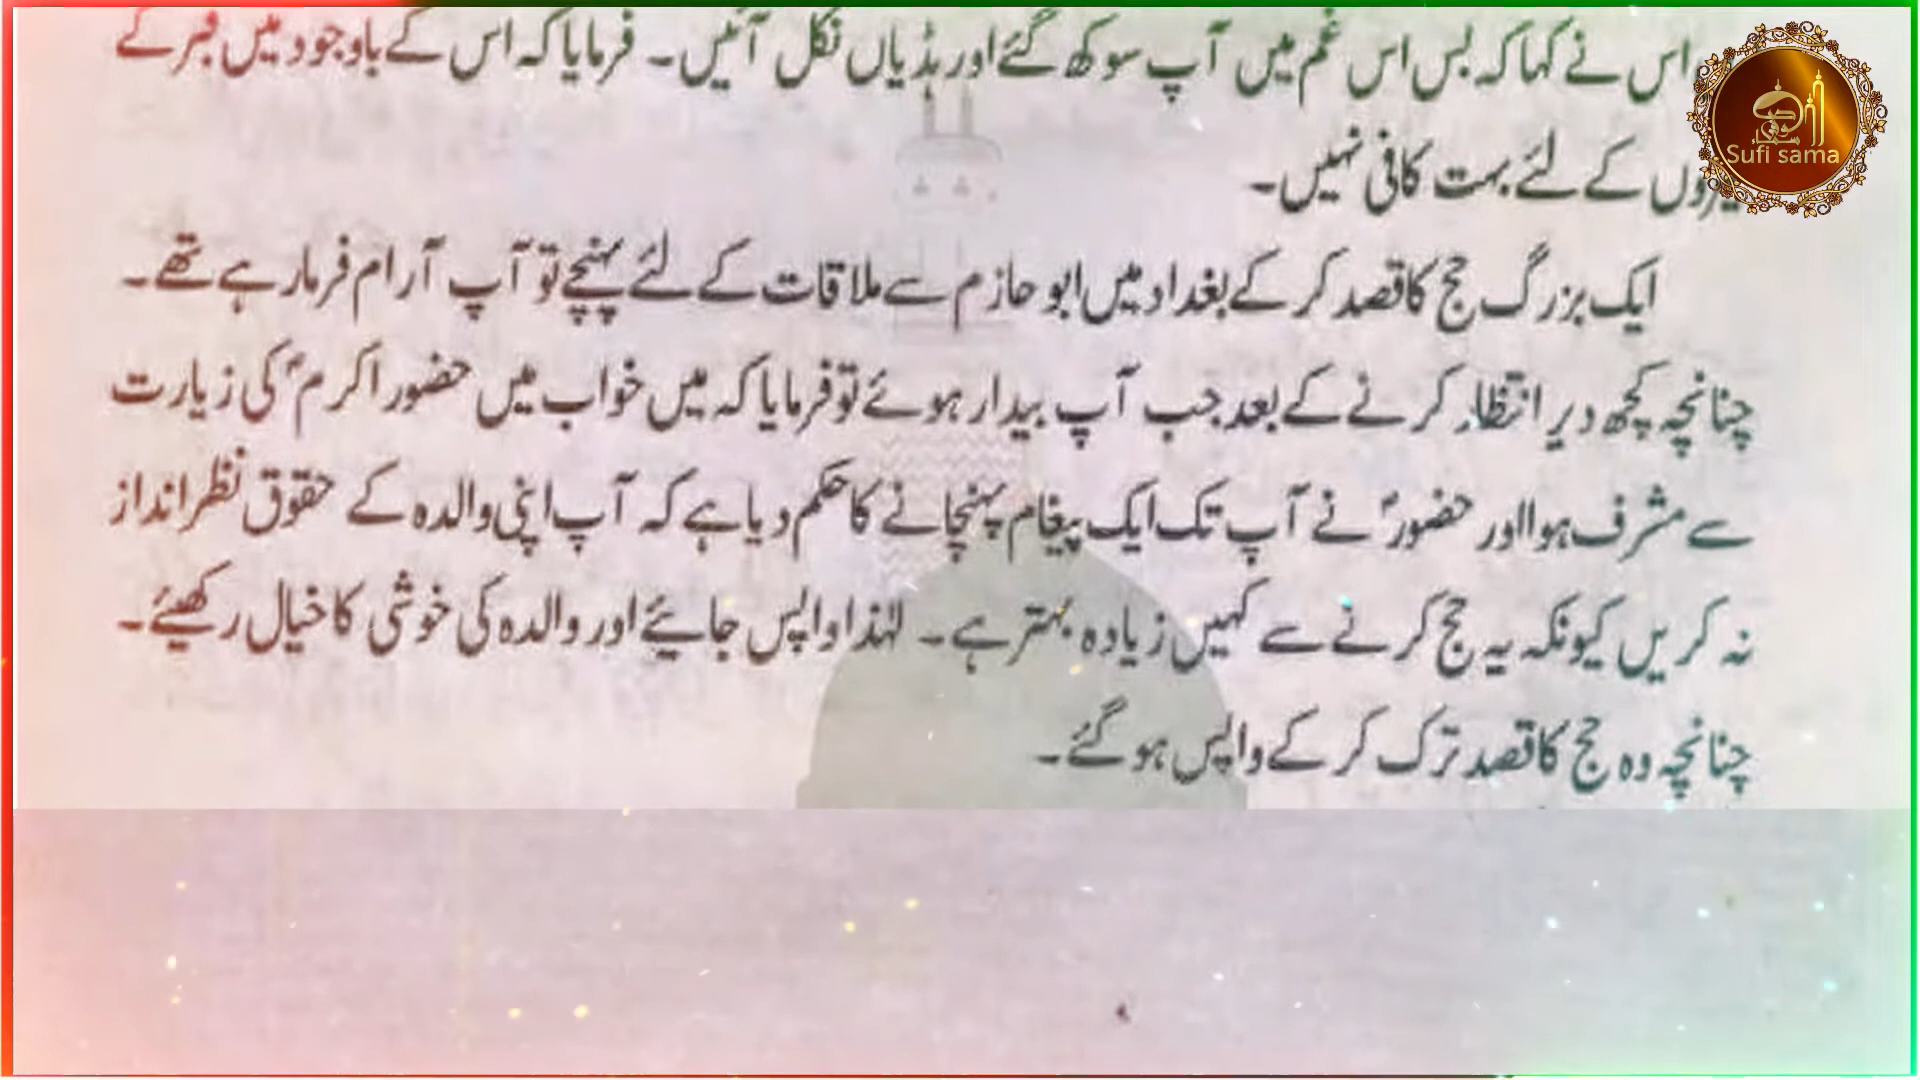 اس نے کہا کہ بس اس غم میں آپ سوکھ گئے اور ہڈیاں نکل آئیں۔ فرمایا کہ اس کے باوجود میں قبر کے
کے لئے بہت کافی نہیں۔
ایک بزرگ حج کا قصد کر کے بغداد میں ابو حازم سے ملاقات کے لئے پہنچے تو آپ آرام فرما رہے تھے۔
چنانچہ کچھ دیر انتظار کرنے کے بعد جب آپ بیدار ہوئے تو فرمایا کہ میں خواب میں حضور اکرمؐ کی زیارت
سے مشرف ہوا اور حضورؐ نے آپ تک ایک پیغام پہنچانے کا حکم دیا ہے کہ آپ اپنی والدہ کے حقوق نظر انداز
نہ کریں کیونکہ یہ حج کرنے سے کہیں زیادہ بہتر ہے۔ لہٰذا واپس جائیے اور والدہ کی خوشی کا خیال رکھیئے۔
چنانچہ وہ حج کا قصد ترک کر کے واپس ہو گئے۔
Sufi sama